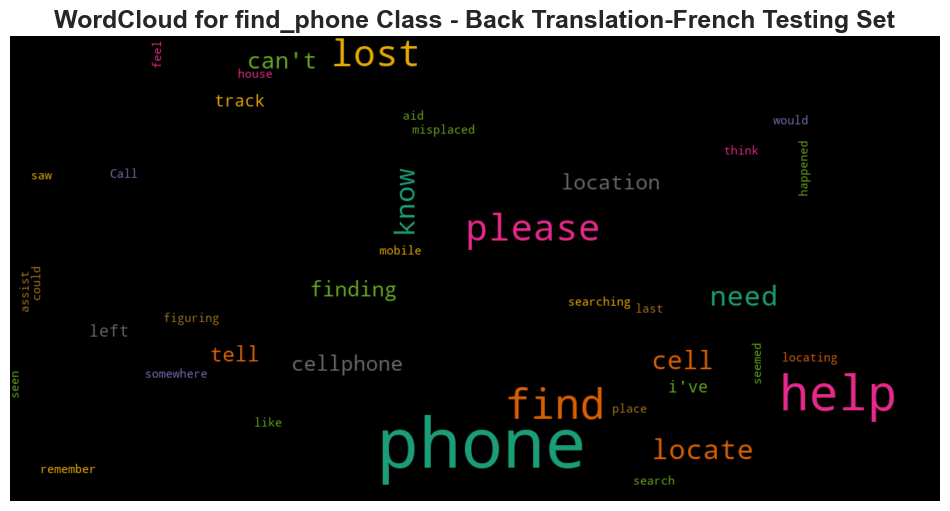 WordCloud for find_phone Class - Back Translation-French Testing Set
feel
can't
lost
house
track
aid
misplaced
would
think
happened
saw
Call
know
location
please
mobile
assist
could
finding
searching
last
need
figuring
left
tell
cellphone
cell
seemed
locating
somewhere
seen
i've
help
find
place
like
phone
locate
remember
search